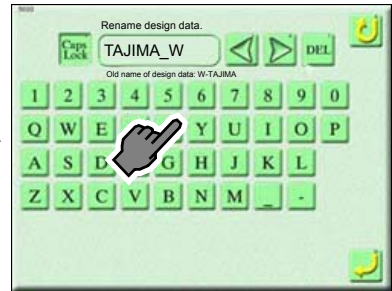 Rename design data.
Caps Lock
TAJIMA_W
DEL
Old name of design data: W-TAJIMA
1 2 3 4 5 6 7 8 9 0
Q W E Y U I O P
A S D G H J K L
Z X C V B N M _ -